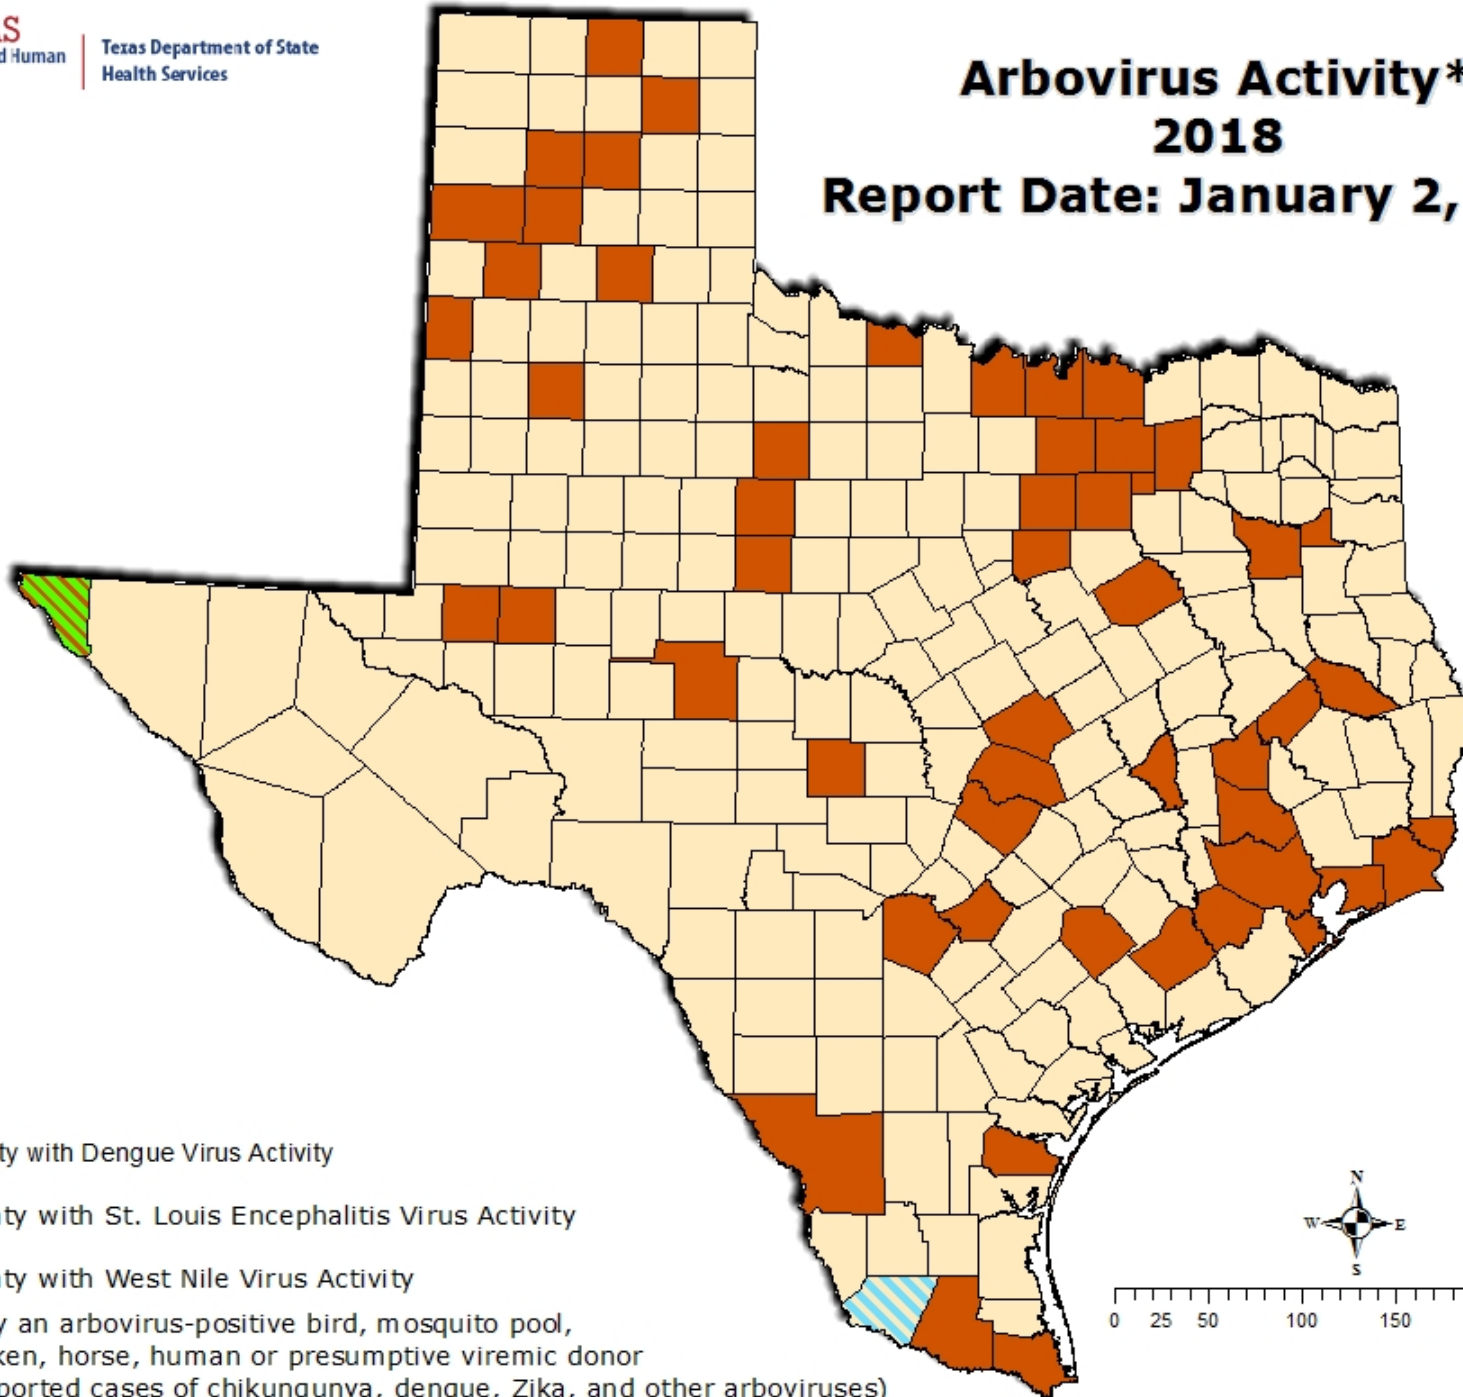 AS
d Human
Texas Department of State
Health Services
Arbovirus Activity*
2018
Report Date: January 2,
ty with Dengue Virus Activity
nty with St. Louis Encephalitis Virus Activity
nty with West Nile Virus Activity
y an arbovirus-positive bird, mosquito pool,
ken, horse, human or presumptive viremic donor
ported cases of chikungunya, dengue, Zika, and other arboviruses)
N
W E
S
0 25 50 100 150